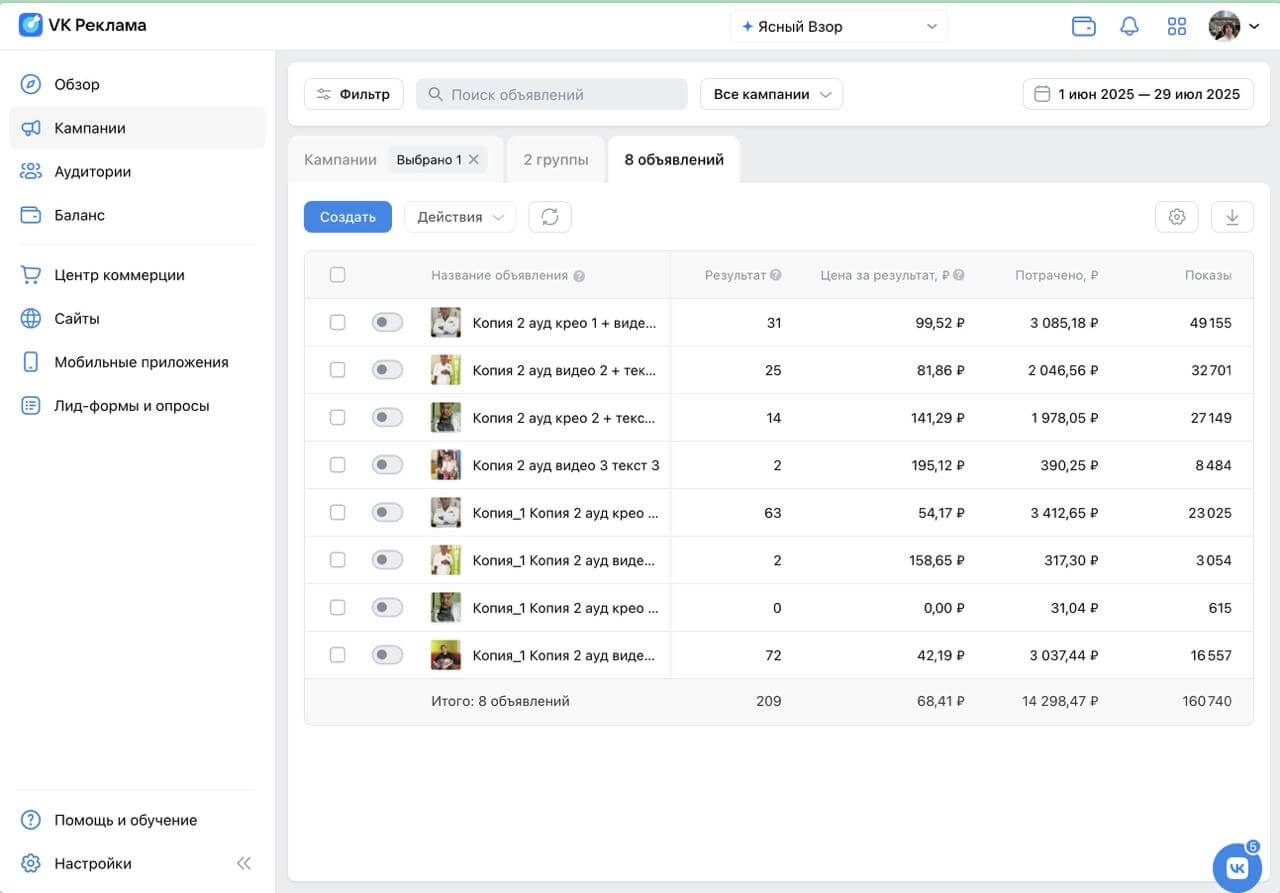 VK Реклама
Ясный Взор
Обзор
Кампании
Аудитории
Баланс
Центр коммерции
Сайты
Мобильные приложения
Лид-формы и опросы
Помощь и обучение
Настройки
Фильтр
Поиск объявлений
Все кампании
1 июн 2025 — 29 июл 2025
Кампании Выбрано 1
2 группы
8 объявлений
Создать
Действия
Название объявления Результат Цена за результат, ₽ Потрачено, ₽ Показы
Копия 2 ауд крео 1 + виде... 31 99,52 ₽ 3 085,18 ₽ 49 155
Копия 2 ауд видео 2 + тек... 25 81,86 ₽ 2 046,56 ₽ 32 701
Копия 2 ауд крео 2 + текс... 14 141,29 ₽ 1 978,05 ₽ 27 149
Копия 2 ауд видео 3 текст 3 2 195,12 ₽ 390,25 ₽ 8 484
Копия_1 Копия 2 ауд крео ... 63 54,17 ₽ 3 412,65 ₽ 23 025
Копия_1 Копия 2 ауд виде... 2 158,65 ₽ 317,30 ₽ 3 054
Копия_1 Копия 2 ауд крео ... 0 0,00 ₽ 31,04 ₽ 615
Копия_1 Копия 2 ауд виде... 72 42,19 ₽ 3 037,44 ₽ 16 557
Итого: 8 объявлений 209 68,41 ₽ 14 298,47 ₽ 160 740
5